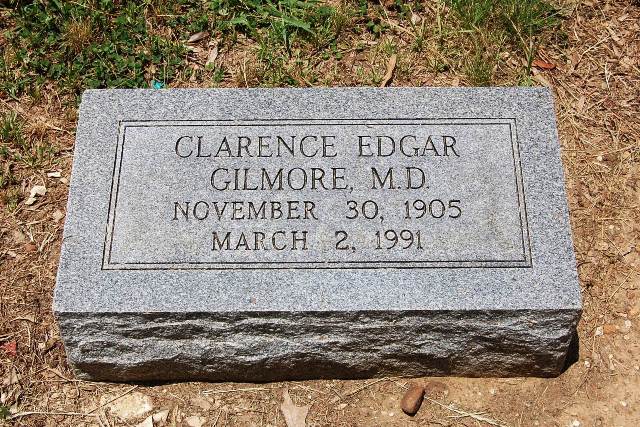 CLARENCE EDGAR
GILMORE, M.D.
NOVEMBER 30, 1905
MARCH 2, 1991